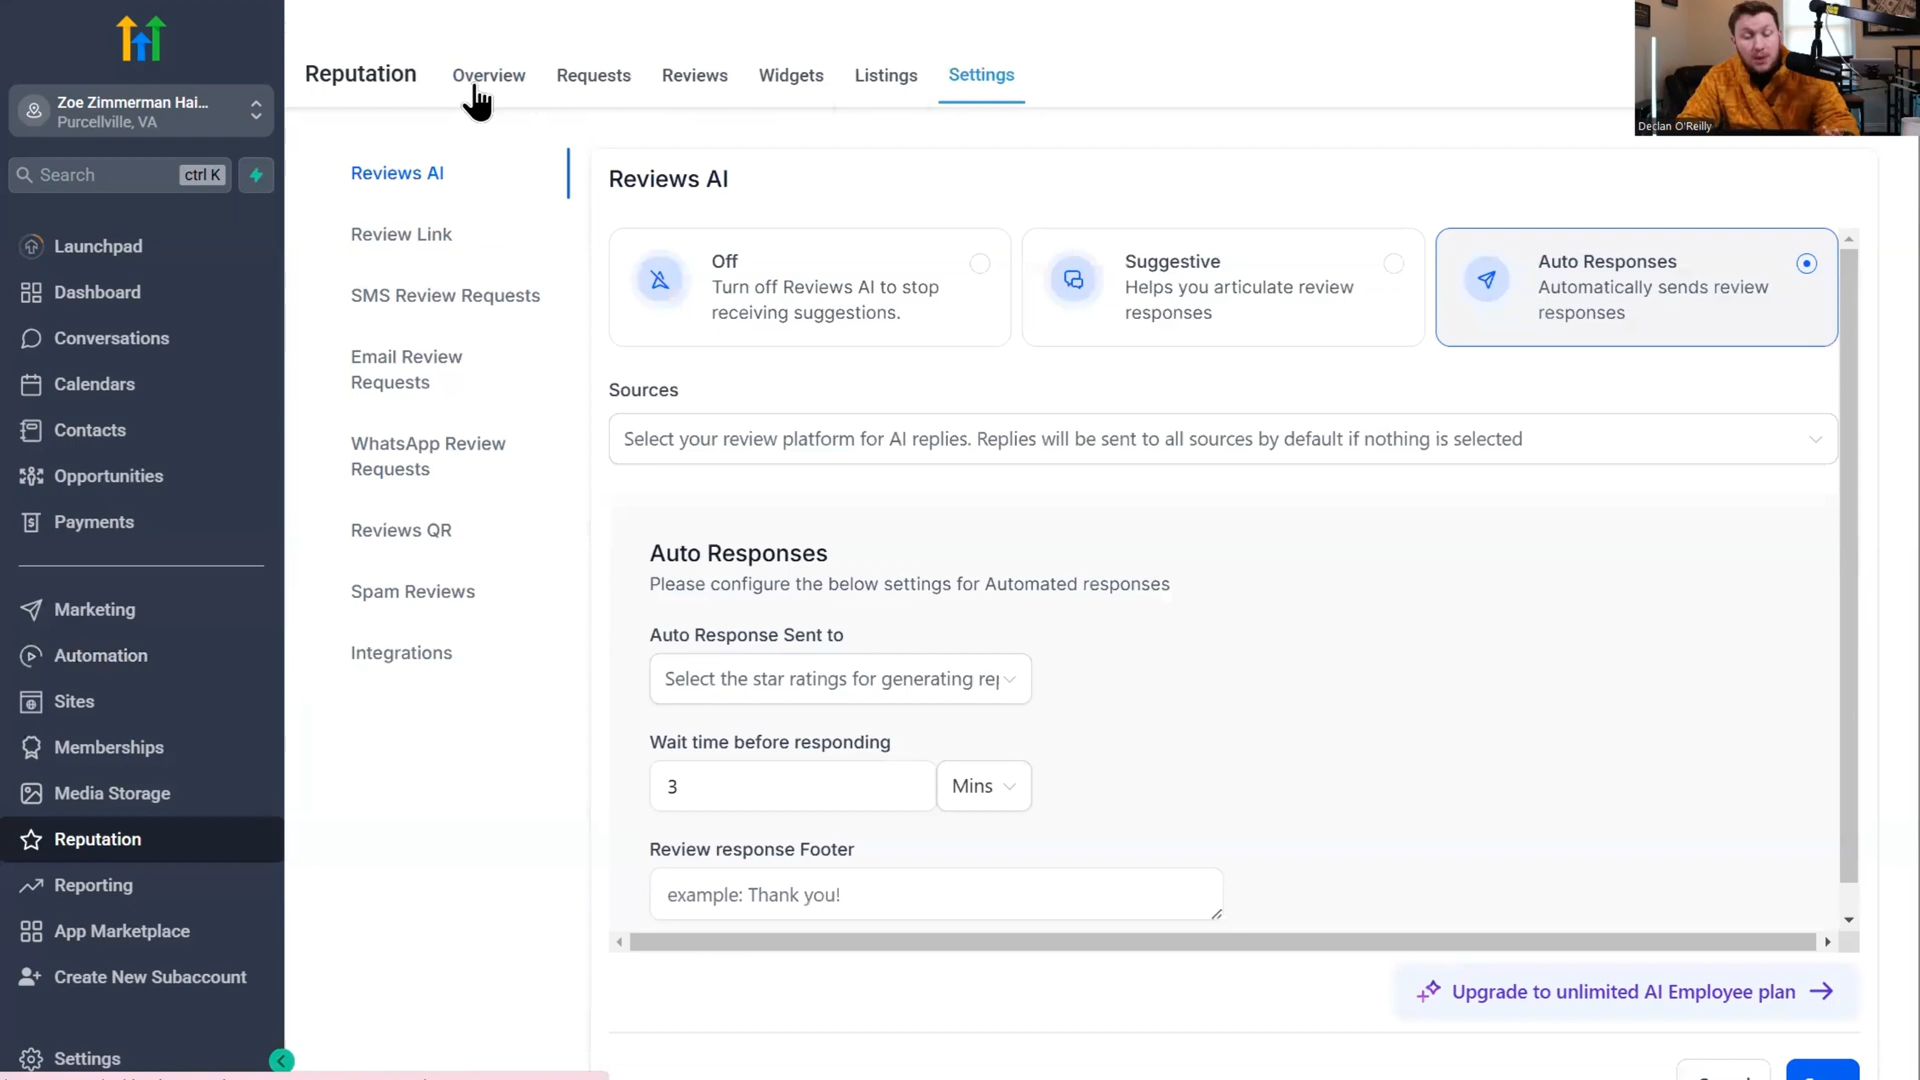 Zoe Zimmerman Hai...
Purcellville, VA
Search
ctrl K
Launchpad
Dashboard
Conversations
Calendars
Contacts
Opportunities
Payments
Marketing
Automation
Sites
Memberships
Media Storage
Reputation
Reporting
App Marketplace
Create New Subaccount
Settings
Reputation
Overview
Requests
Reviews
Widgets
Listings
Settings
Declan O'Reilly
Reviews AI
Review Link
SMS Review Requests
Email Review
Requests
WhatsApp Review
Requests
Reviews QR
Spam Reviews
Integrations
Reviews AI
Off
Turn off Reviews AI to stop
receiving suggestions.
Suggestive
Helps you articulate review
responses
Auto Responses
Automatically sends review
responses
Sources
Select your review platform for AI replies. Replies will be sent to all sources by default if nothing is selected
Auto Responses
Please configure the below settings for Automated responses
Auto Response Sent to
Select the star ratings for generating rep
Wait time before responding
3
Mins
Review response Footer
example: Thank you!
Upgrade to unlimited AI Employee plan